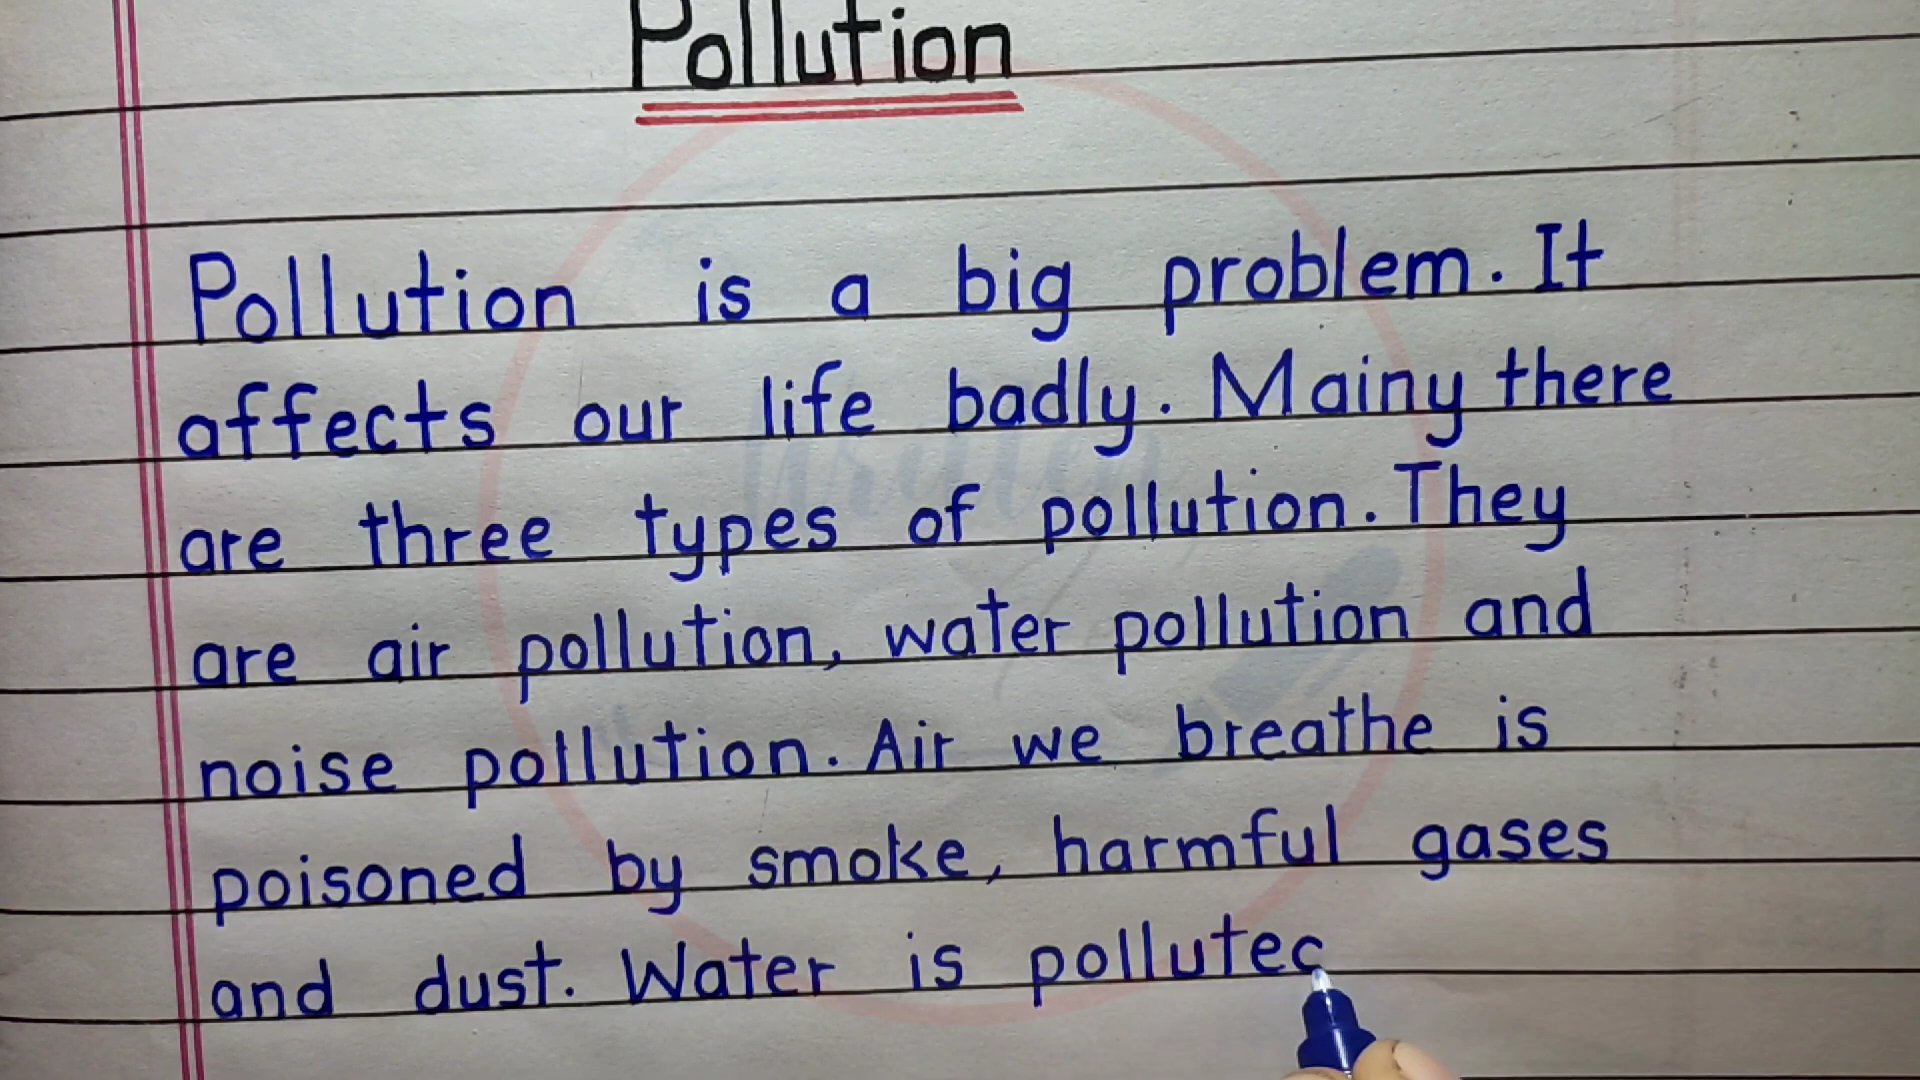 Pollution
Pollution is a big problem. It
affects our life badly. Mainy there
are three types of pollution. They
are air pollution, water pollution and
noise pollution. Air we breathe is
poisoned by smoke, harmful gases
and dust. Water is pollutec